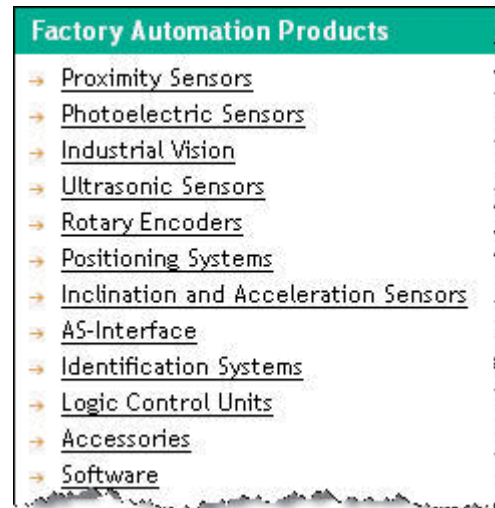 Factory Automation Products
Proximity Sensors
Photoelectric Sensors
Industrial Vision
Ultrasonic Sensors
Rotary Encoders
Positioning Systems
Inclination and Acceleration Sensors
AS-Interface
Identification Systems
Logic Control Units
Accessories
Software